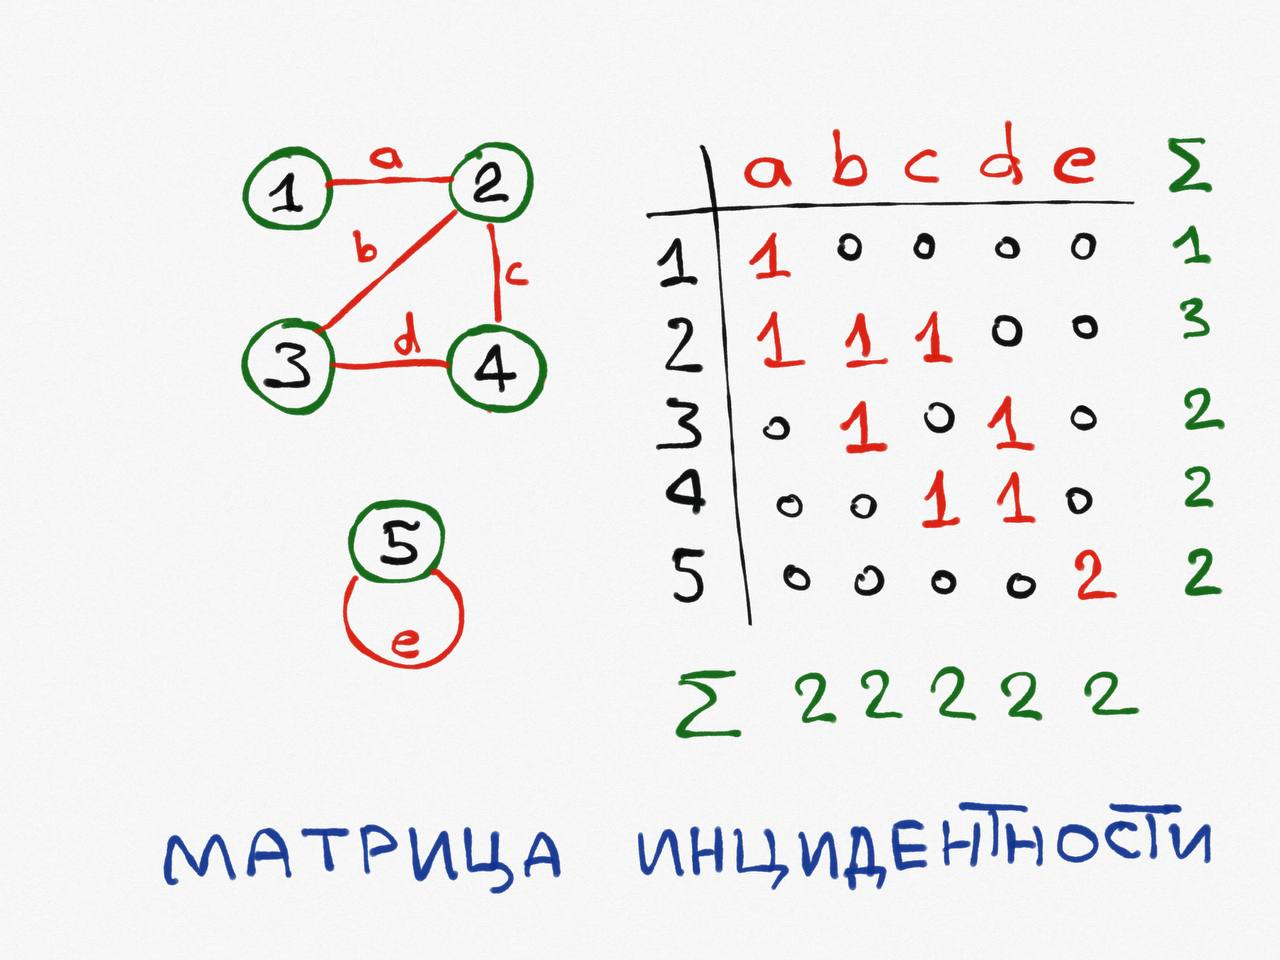 a
1 2
b c
d
3 4
5
e
a b c d e Σ
1 1 0 0 0 0 1
2 1 1 1 0 0 3
3 0 1 0 1 0 2
4 0 0 1 1 0 2
5 0 0 0 0 2 2
Σ 2 2 2 2 2
МАТРИЦА ИНЦИДЕНТНОСТИ